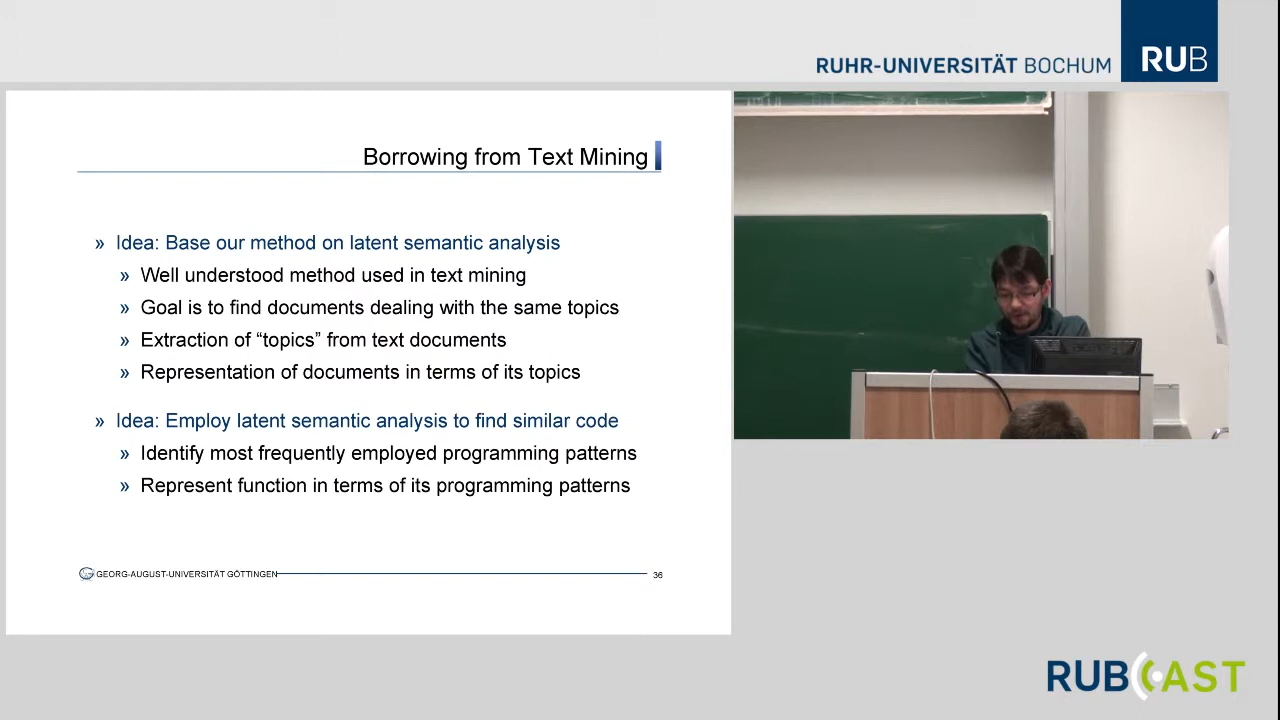 RUHR-UNIVERSITÄT BOCHUM
RUB
Borrowing from Text Mining
» Idea: Base our method on latent semantic analysis
» Well understood method used in text mining
» Goal is to find documents dealing with the same topics
» Extraction of “topics” from text documents
» Representation of documents in terms of its topics
» Idea: Employ latent semantic analysis to find similar code
» Identify most frequently employed programming patterns
» Represent function in terms of its programming patterns
GEORG-AUGUST-UNIVERSITÄT GÖTTINGEN 36
RUBCAST